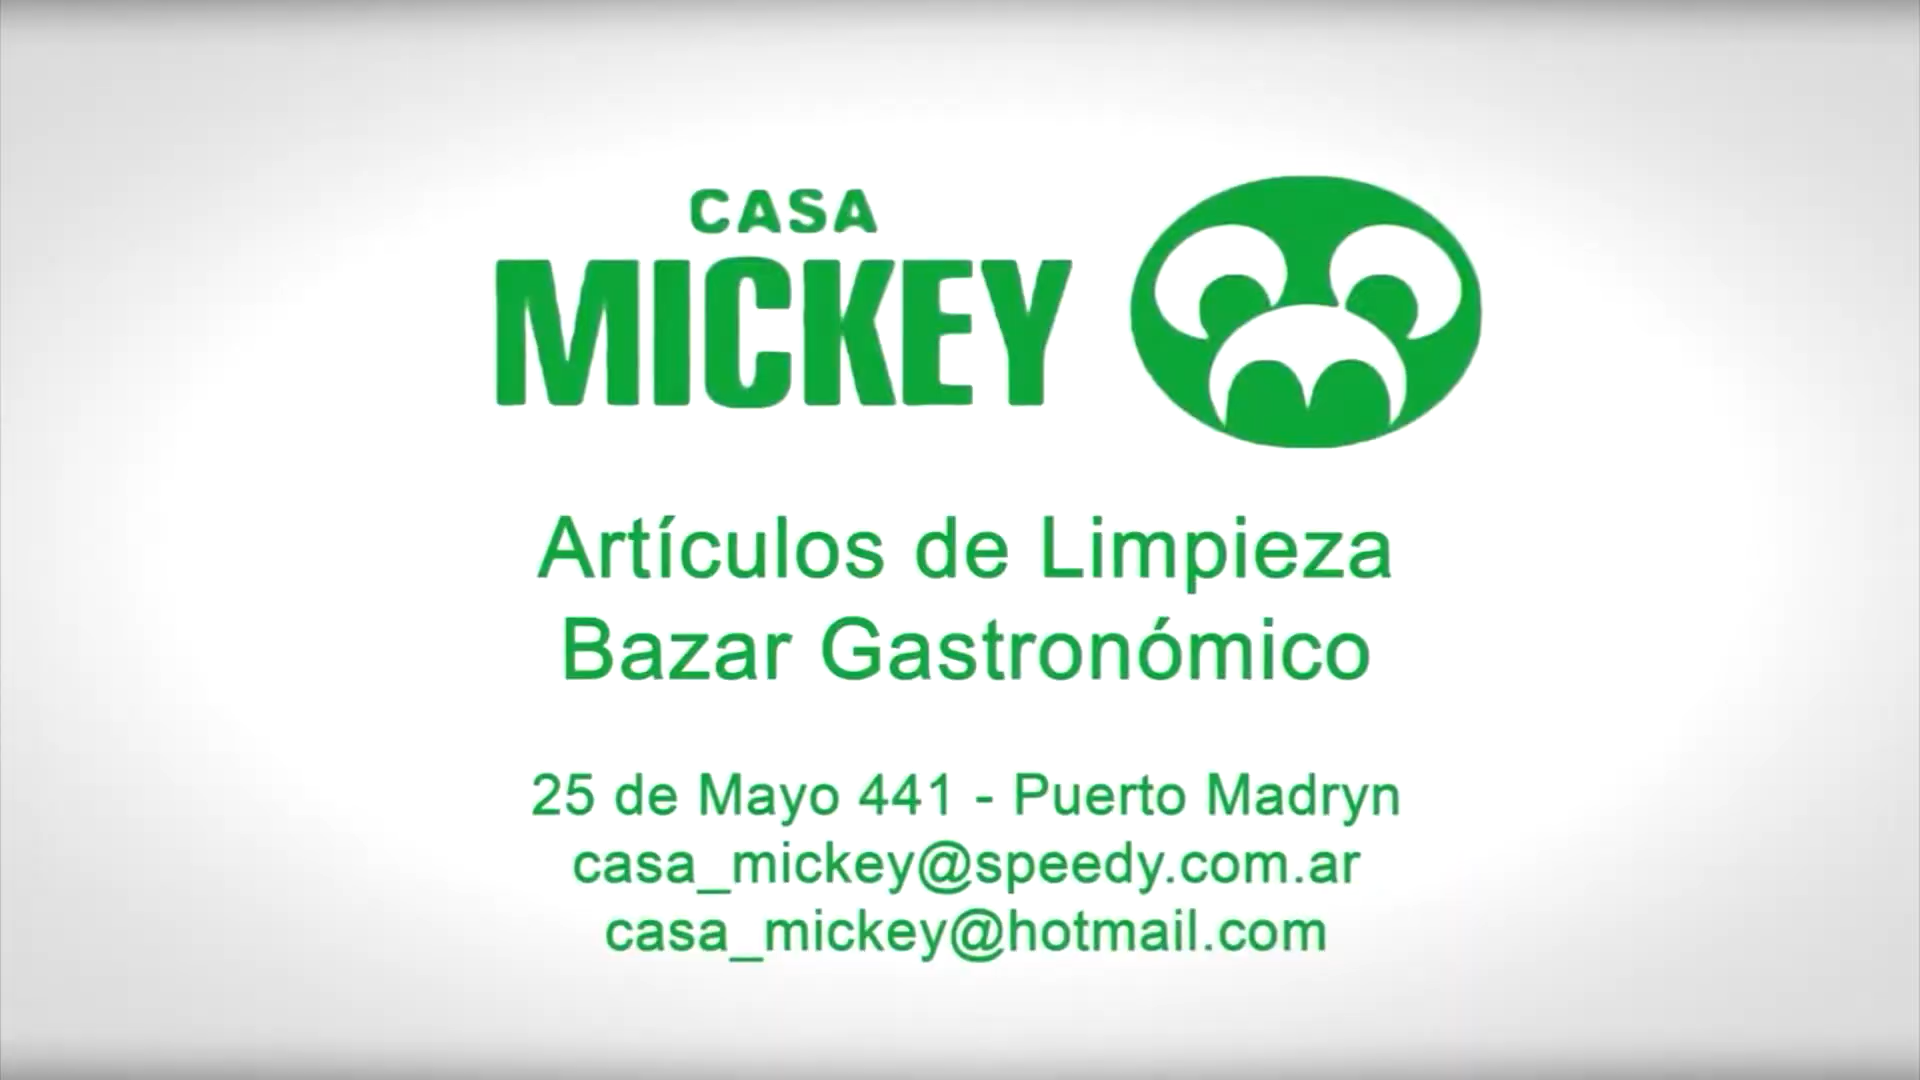 CASA
MICKEY
Artículos de Limpieza
Bazar Gastronómico
25 de Mayo 441 - Puerto Madryn
casa_mickey@speedy.com.ar
casa_mickey@hotmail.com